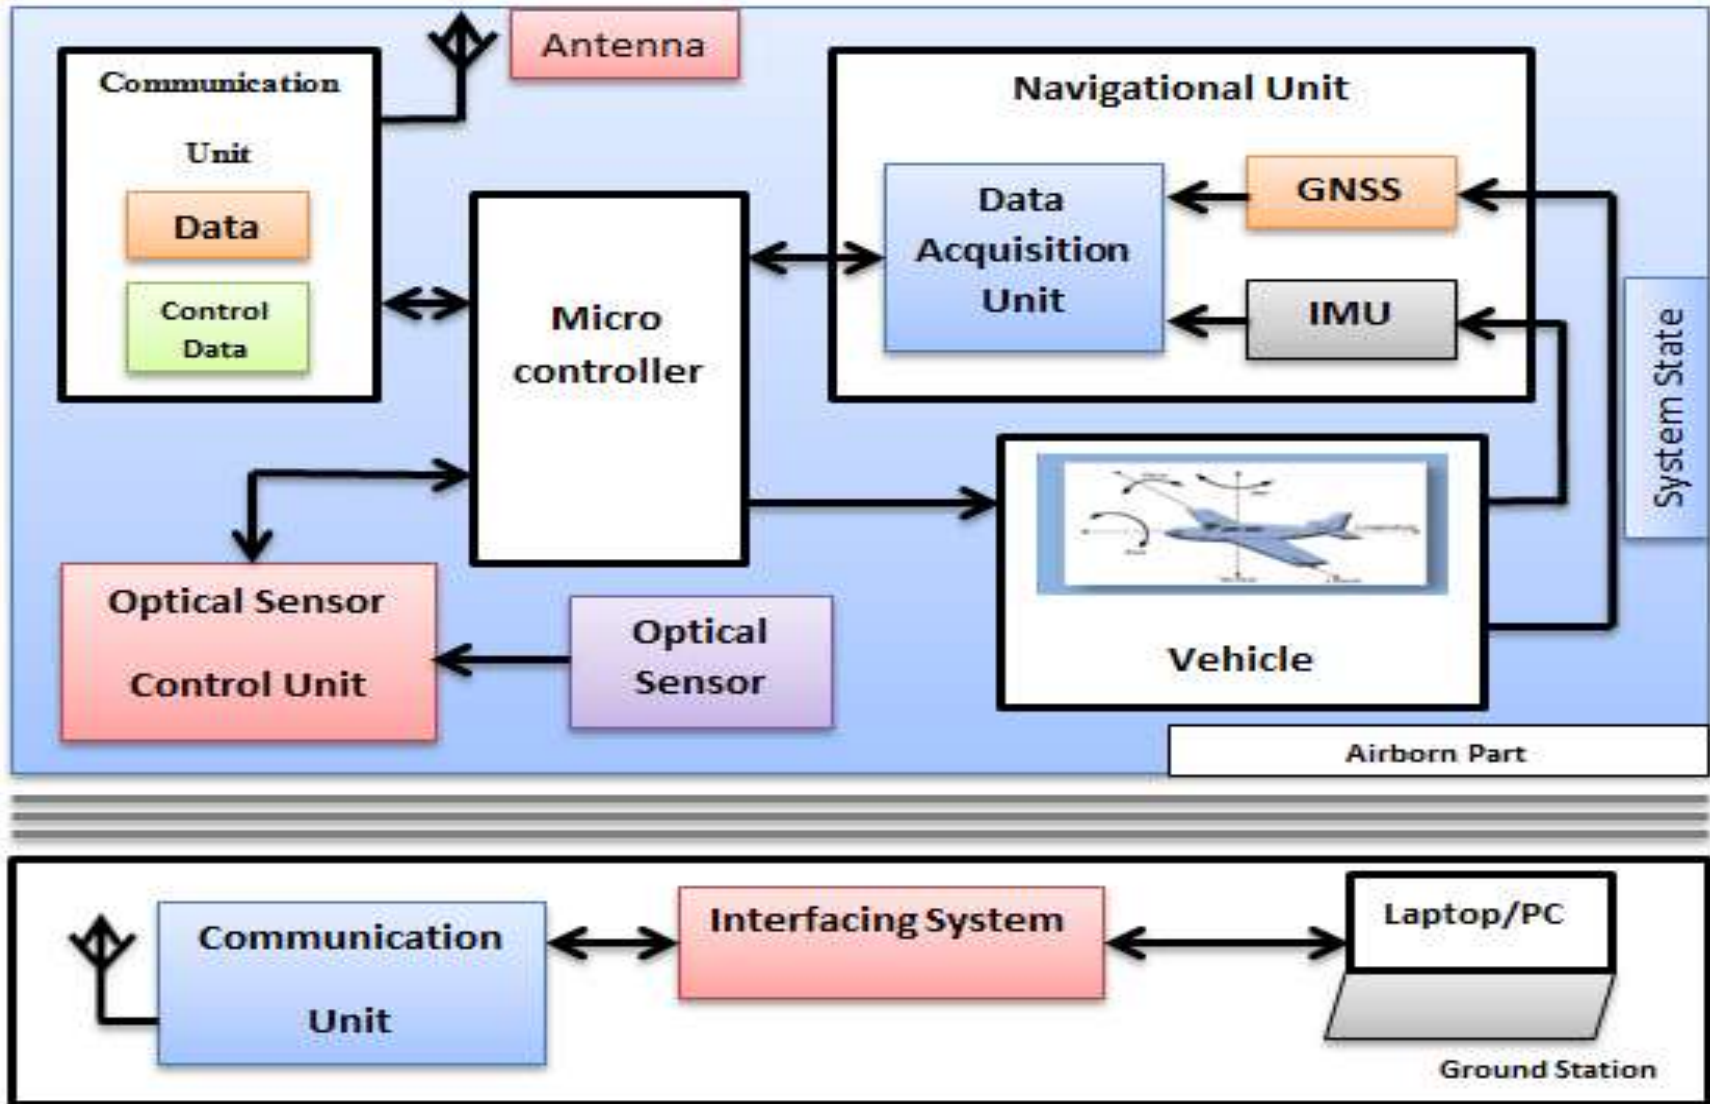 Antenna
Communication
Unit
Data
Control
Data
Navigational Unit
Data
Acquisition
Unit
GNSS
IMU
Micro
controller
System State
Optical Sensor
Control Unit
Optical
Sensor
Vehicle
Airborn Part
Communication
Unit
Interfacing System
Laptop/PC
Ground Station